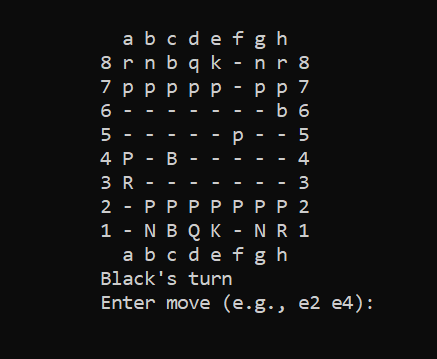 a b c d e f g h
8 r n b q k - n r 8
7 p p p p p - p p 7
6 - - - - - - - b 6
5 - - - - - p - - 5
4 P - B - - - - - 4
3 R - - - - - - - 3
2 - P P P P P P P 2
1 - N B Q K - N R 1
a b c d e f g h
Black's turn
Enter move (e.g., e2 e4):